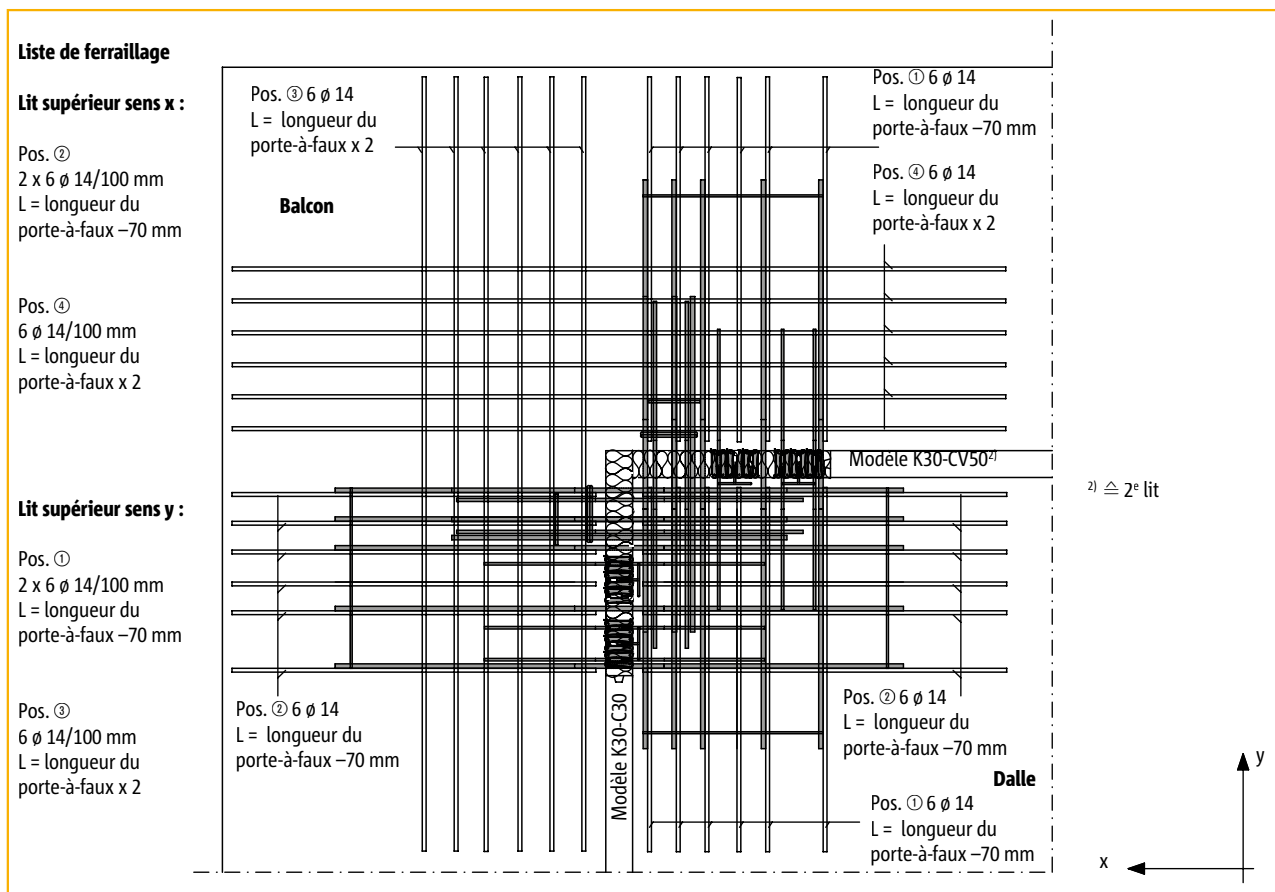 Liste de ferraillage
Lit supérieur sens x :
Pos. ②
2 x 6 ø 14/100 mm
L = longueur du
porte-à-faux –70 mm
Pos. ④
6 ø 14/100 mm
L = longueur du
porte-à-faux x 2
Lit supérieur sens y :
Pos. ①
2 x 6 ø 14/100 mm
L = longueur du
porte-à-faux –70 mm
Pos. ③
6 ø 14/100 mm
L = longueur du
porte-à-faux x 2
Pos. ③ 6 ø 14
L = longueur du
porte-à-faux x 2
Balcon
Pos. ① 6 ø 14
L = longueur du
porte-à-faux –70 mm
Pos. ④ 6 ø 14
L = longueur du
porte-à-faux x 2
Modèle K30-CV50²⁾
²⁾ ≙ 2ᵉ lit
Pos. ② 6 ø 14
L = longueur du
porte-à-faux –70 mm
Modèle K30-C30
Pos. ② 6 ø 14
L = longueur du
porte-à-faux –70 mm
Dalle
Pos. ① 6 ø 14
L = longueur du
porte-à-faux –70 mm
y
x